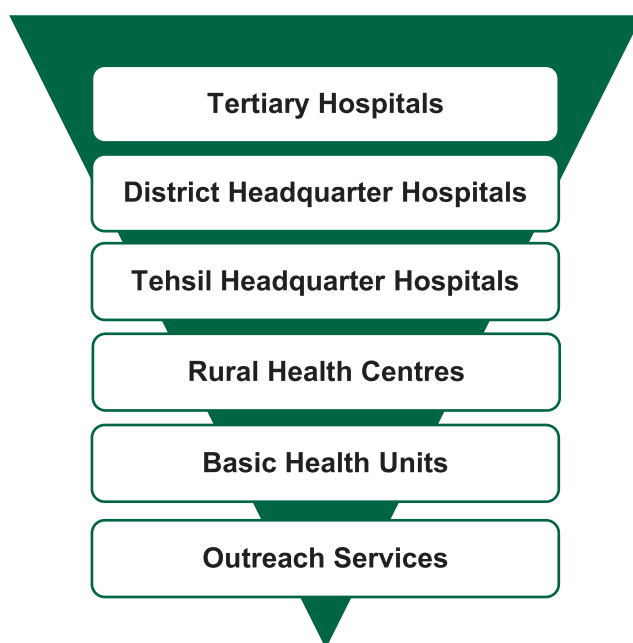 Tertiary Hospitals
District Headquarter Hospitals
Tehsil Headquarter Hospitals
Rural Health Centres
Basic Health Units
Outreach Services